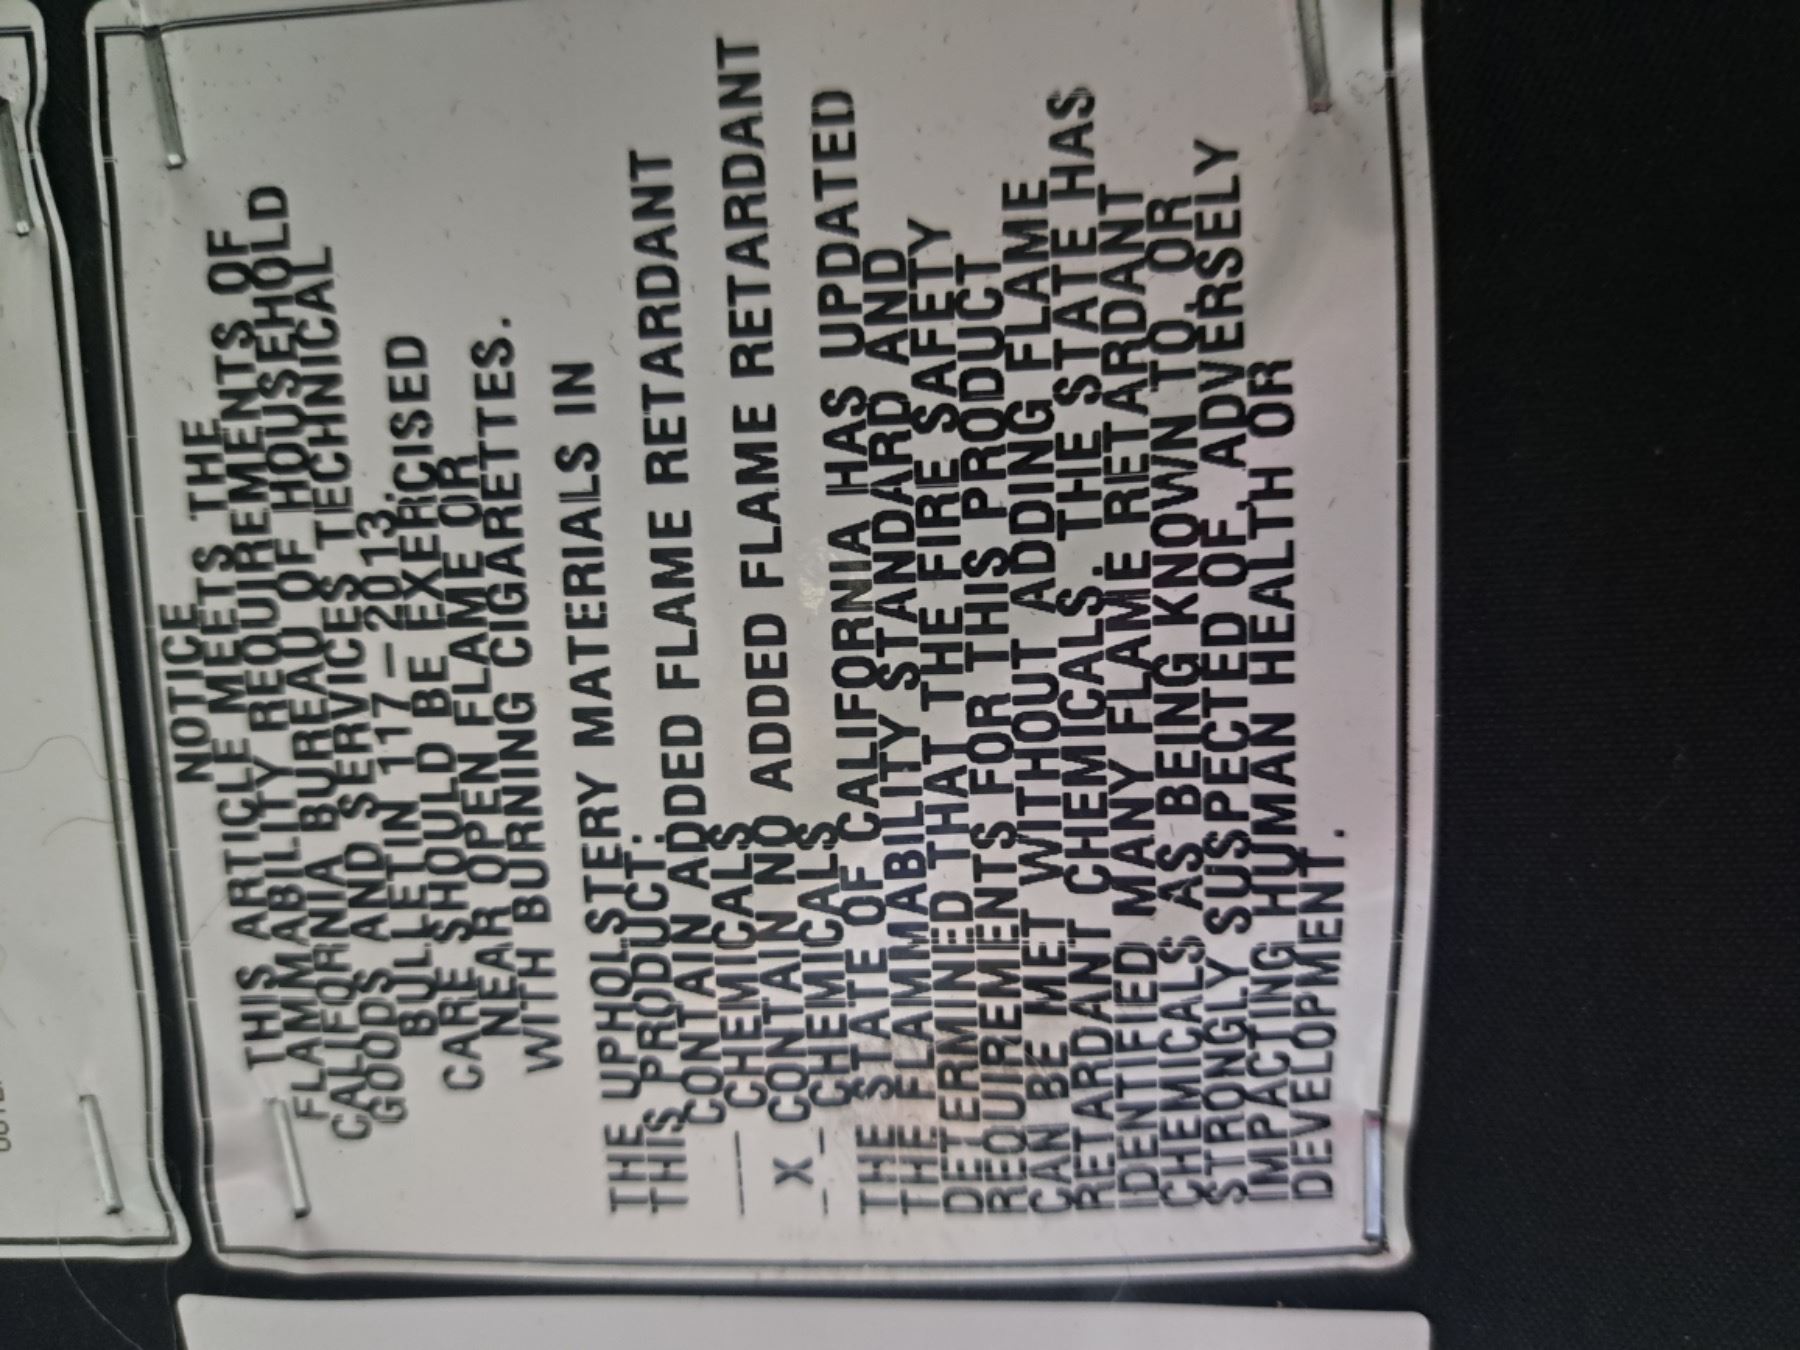 NOTICE
THIS ARTICLE MEETS THE
FLAMMABILITY REQUIREMENTS OF
CALIFORNIA BUREAU OF HOUSEHOLD
GOODS AND SERVICES TECHNICAL
BULLETIN 117-2013.
CARE SHOULD BE EXERCISED
NEAR OPEN FLAME OR
WITH BURNING CIGARETTES.
THE UPHOLSTERY MATERIALS IN
THIS PRODUCT:
CONTAIN ADDED FLAME RETARDANT
___ CHEMICALS
X CONTAIN NO ADDED FLAME RETARDANT
_ _ CHEMICALS
THE STATE OF CALIFORNIA HAS UPDATED
THE FLAMMABILITY STANDARD AND
DETERMINED THAT THE FIRE SAFETY
REQUIREMENTS FOR THIS PRODUCT
CAN BE MET WITHOUT ADDING FLAME
RETARDANT CHEMICALS. THE STATE HAS
IDENTIFIED MANY FLAME RETARDANT
CHEMICALS AS BEING KNOWN TO, OR
STRONGLY SUSPECTED OF, ADVERSELY
IMPACTING HUMAN HEALTH OR
DEVELOPMENT.